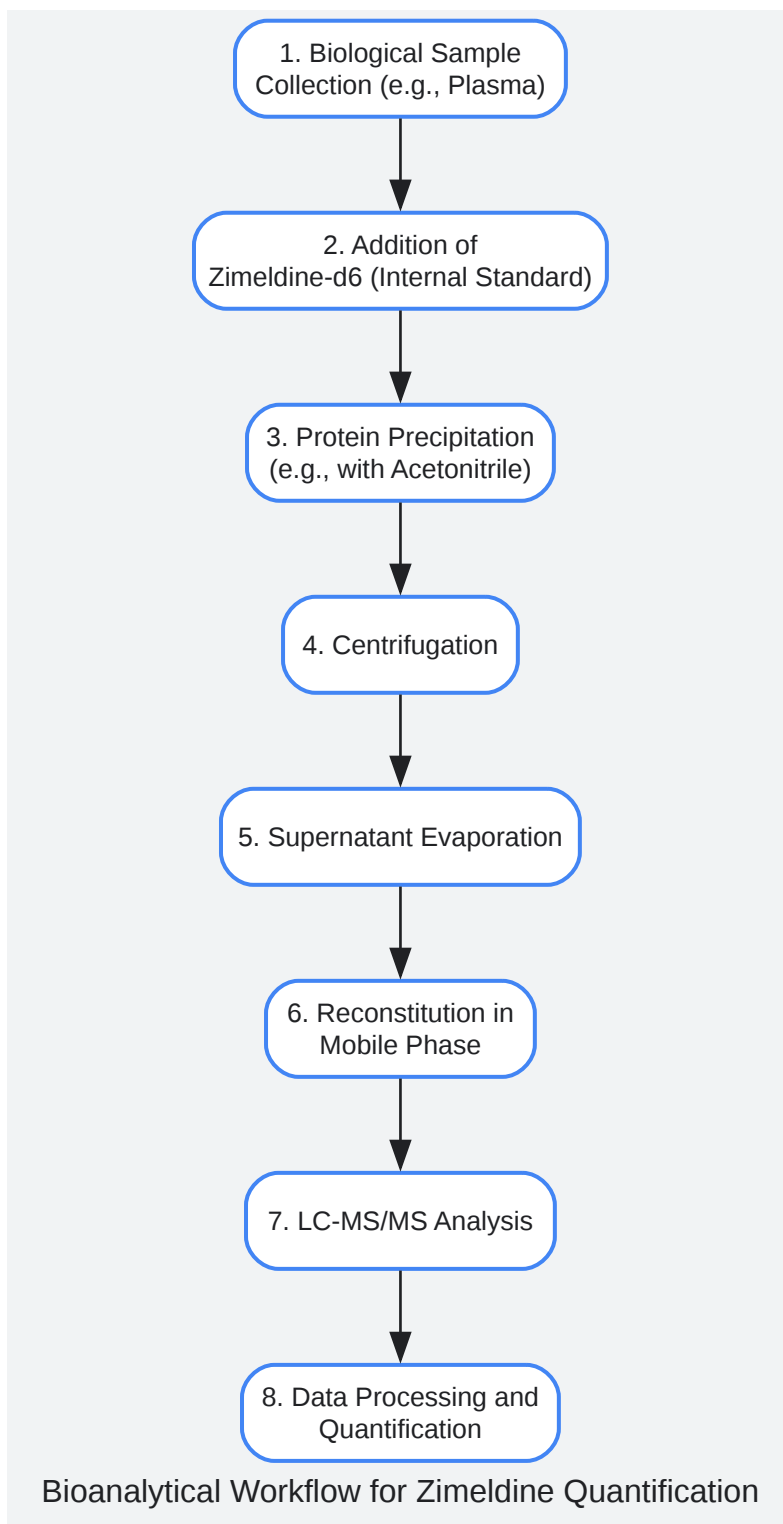 1. Biological Sample
Collection (e.g., Plasma)
2. Addition of
Zimeldine-d6 (Internal Standard)
3. Protein Precipitation
(e.g., with Acetonitrile)
4. Centrifugation
5. Supernatant Evaporation
6. Reconstitution in
Mobile Phase
7. LC-MS/MS Analysis
8. Data Processing and
Quantification
Bioanalytical Workflow for Zimeldine Quantification